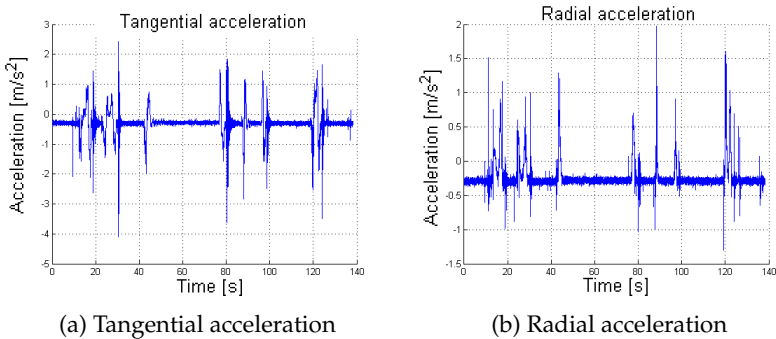 Tangential acceleration
Acceleration [m/s²]
3
2
1
0
-1
-2
-3
-4
-5
0 20 40 60 80 100 120 140
Time [s]
(a) Tangential acceleration
Radial acceleration
Acceleration [m/s²]
2
1.5
1
0.5
0
-0.5
-1
-1.5
0 20 40 60 80 100 120 140
Time [s]
(b) Radial acceleration